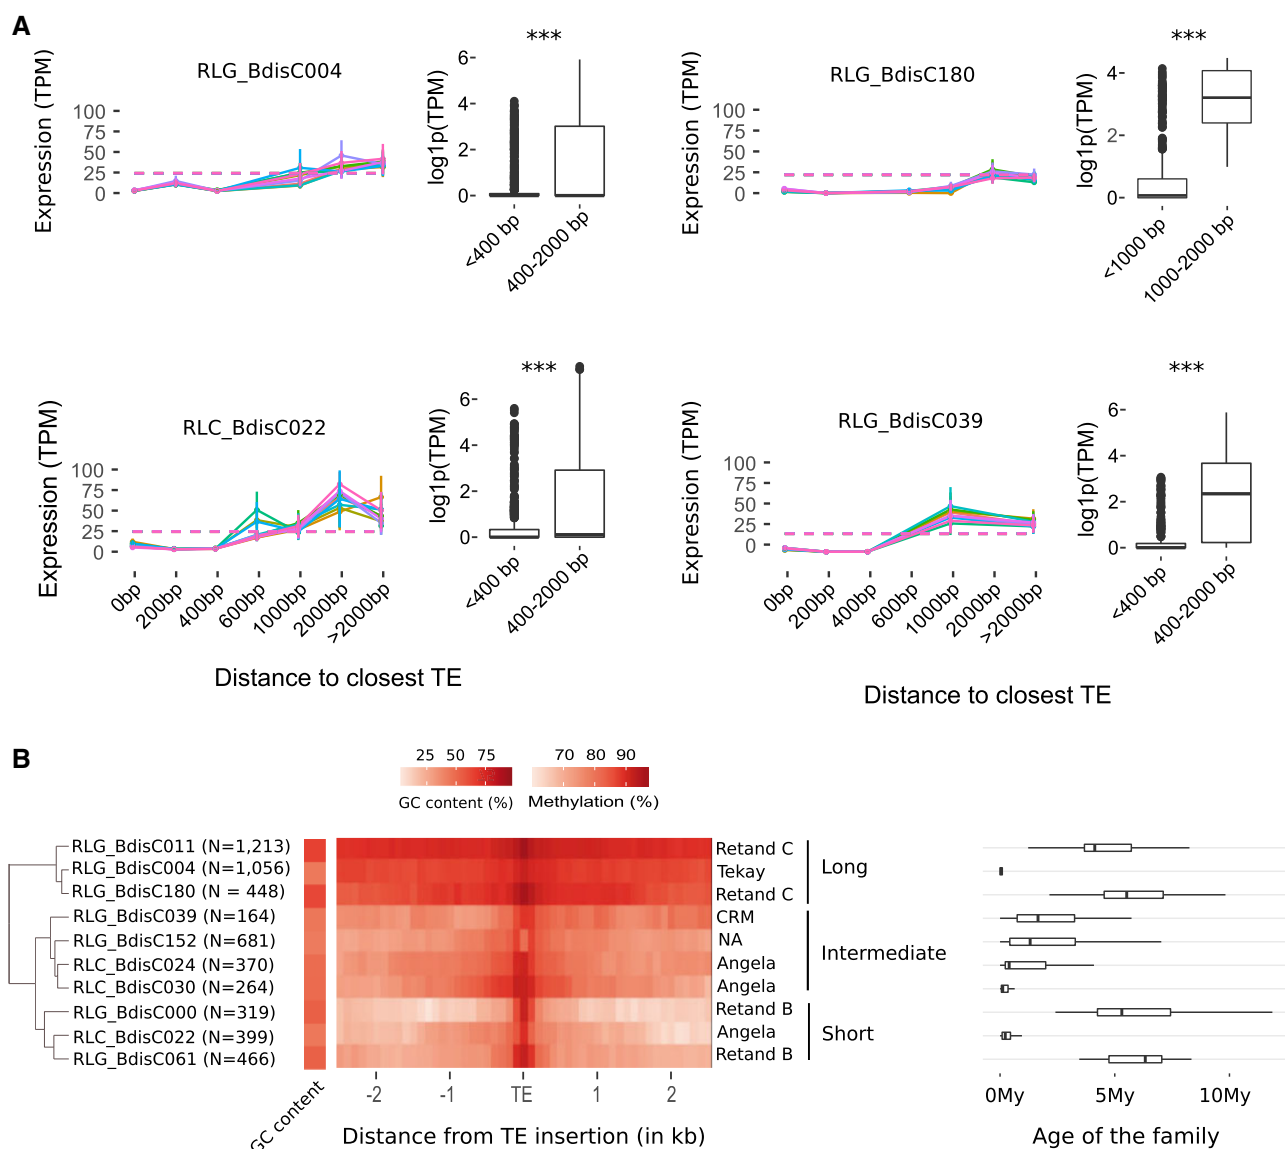 A
RLG_BdisC004
Expression (TPM)
100
75
50
25
0
***
log1p(TPM)
6
4
2
0
<400 bp
400-2000 bp
RLG_BdisC180
Expression (TPM)
100
75
50
25
0
***
log1p(TPM)
4
2
0
<1000 bp
1000-2000 bp
RLC_BdisC022
Expression (TPM)
100
75
50
25
0
0bp
200bp
400bp
600bp
1000bp
2000bp
>2000bp
Distance to closest TE
***
log1p(TPM)
6
4
2
0
<400 bp
400-2000 bp
RLG_BdisC039
Expression (TPM)
100
75
50
25
0
0bp
200bp
400bp
600bp
1000bp
2000bp
>2000bp
Distance to closest TE
***
log1p(TPM)
6
4
2
0
<400 bp
400-2000 bp
B
25 50 75
GC content (%)
70 80 90
Methylation (%)
RLG_BdisC011 (N=1,213)
RLG_BdisC004 (N=1,056)
RLG_BdisC180 (N = 448)
RLG_BdisC039 (N=164)
RLG_BdisC152 (N=681)
RLC_BdisC024 (N=370)
RLC_BdisC030 (N=264)
RLG_BdisC000 (N=319)
RLC_BdisC022 (N=399)
RLG_BdisC061 (N=466)
GC content
Retand C
Tekay
Retand C
CRM
NA
Angela
Angela
Retand B
Angela
Retand B
Long
Intermediate
Short
-2 -1 TE 1 2
Distance from TE insertion (in kb)
0My 5My 10My
Age of the family